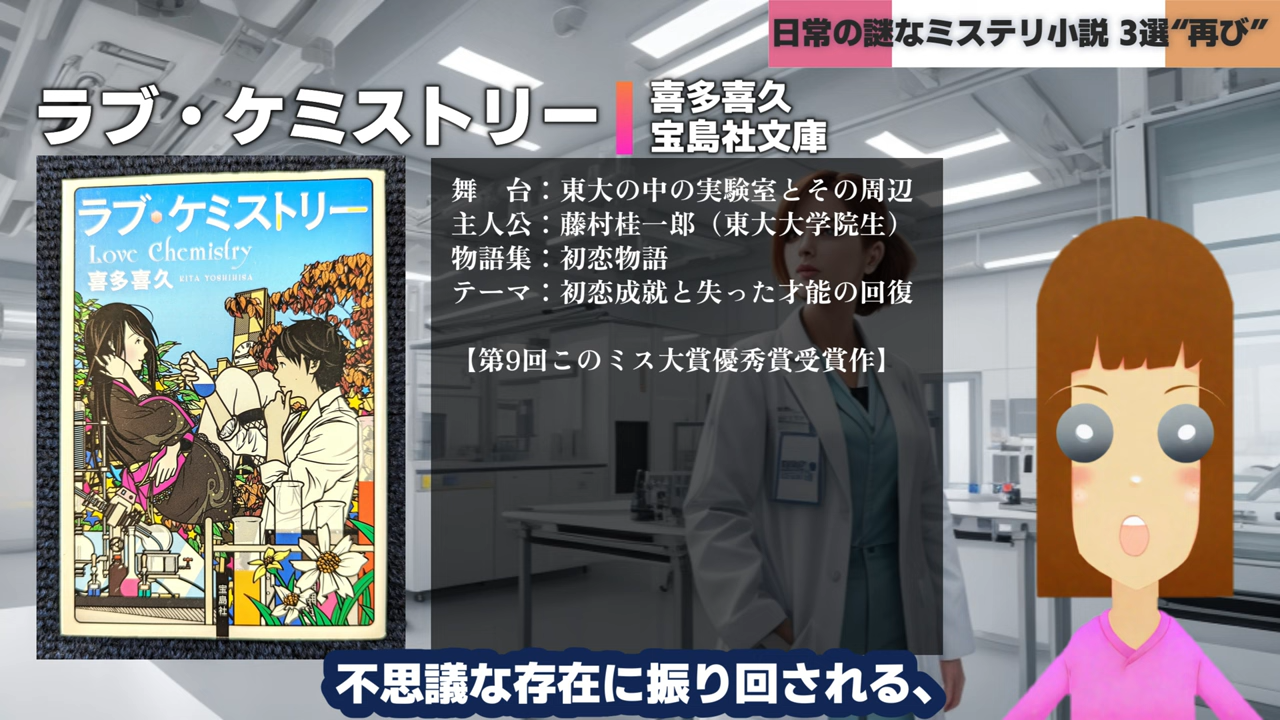 日常の謎なミステリ小説 3選“再び”
ラブ・ケミストリー
喜多喜久
宝島社文庫
ラブ・ケミストリー
Love Chemistry
喜多喜久 KITA YOSHIHISA
宝島社
舞　台：東大の中の実験室とその周辺
主人公：藤村桂一郎（東大大学院生）
物語集：初恋物語
テーマ：初恋成就と失った才能の回復
【第9回このミス大賞優秀賞受賞作】
不思議な存在に振り回される、